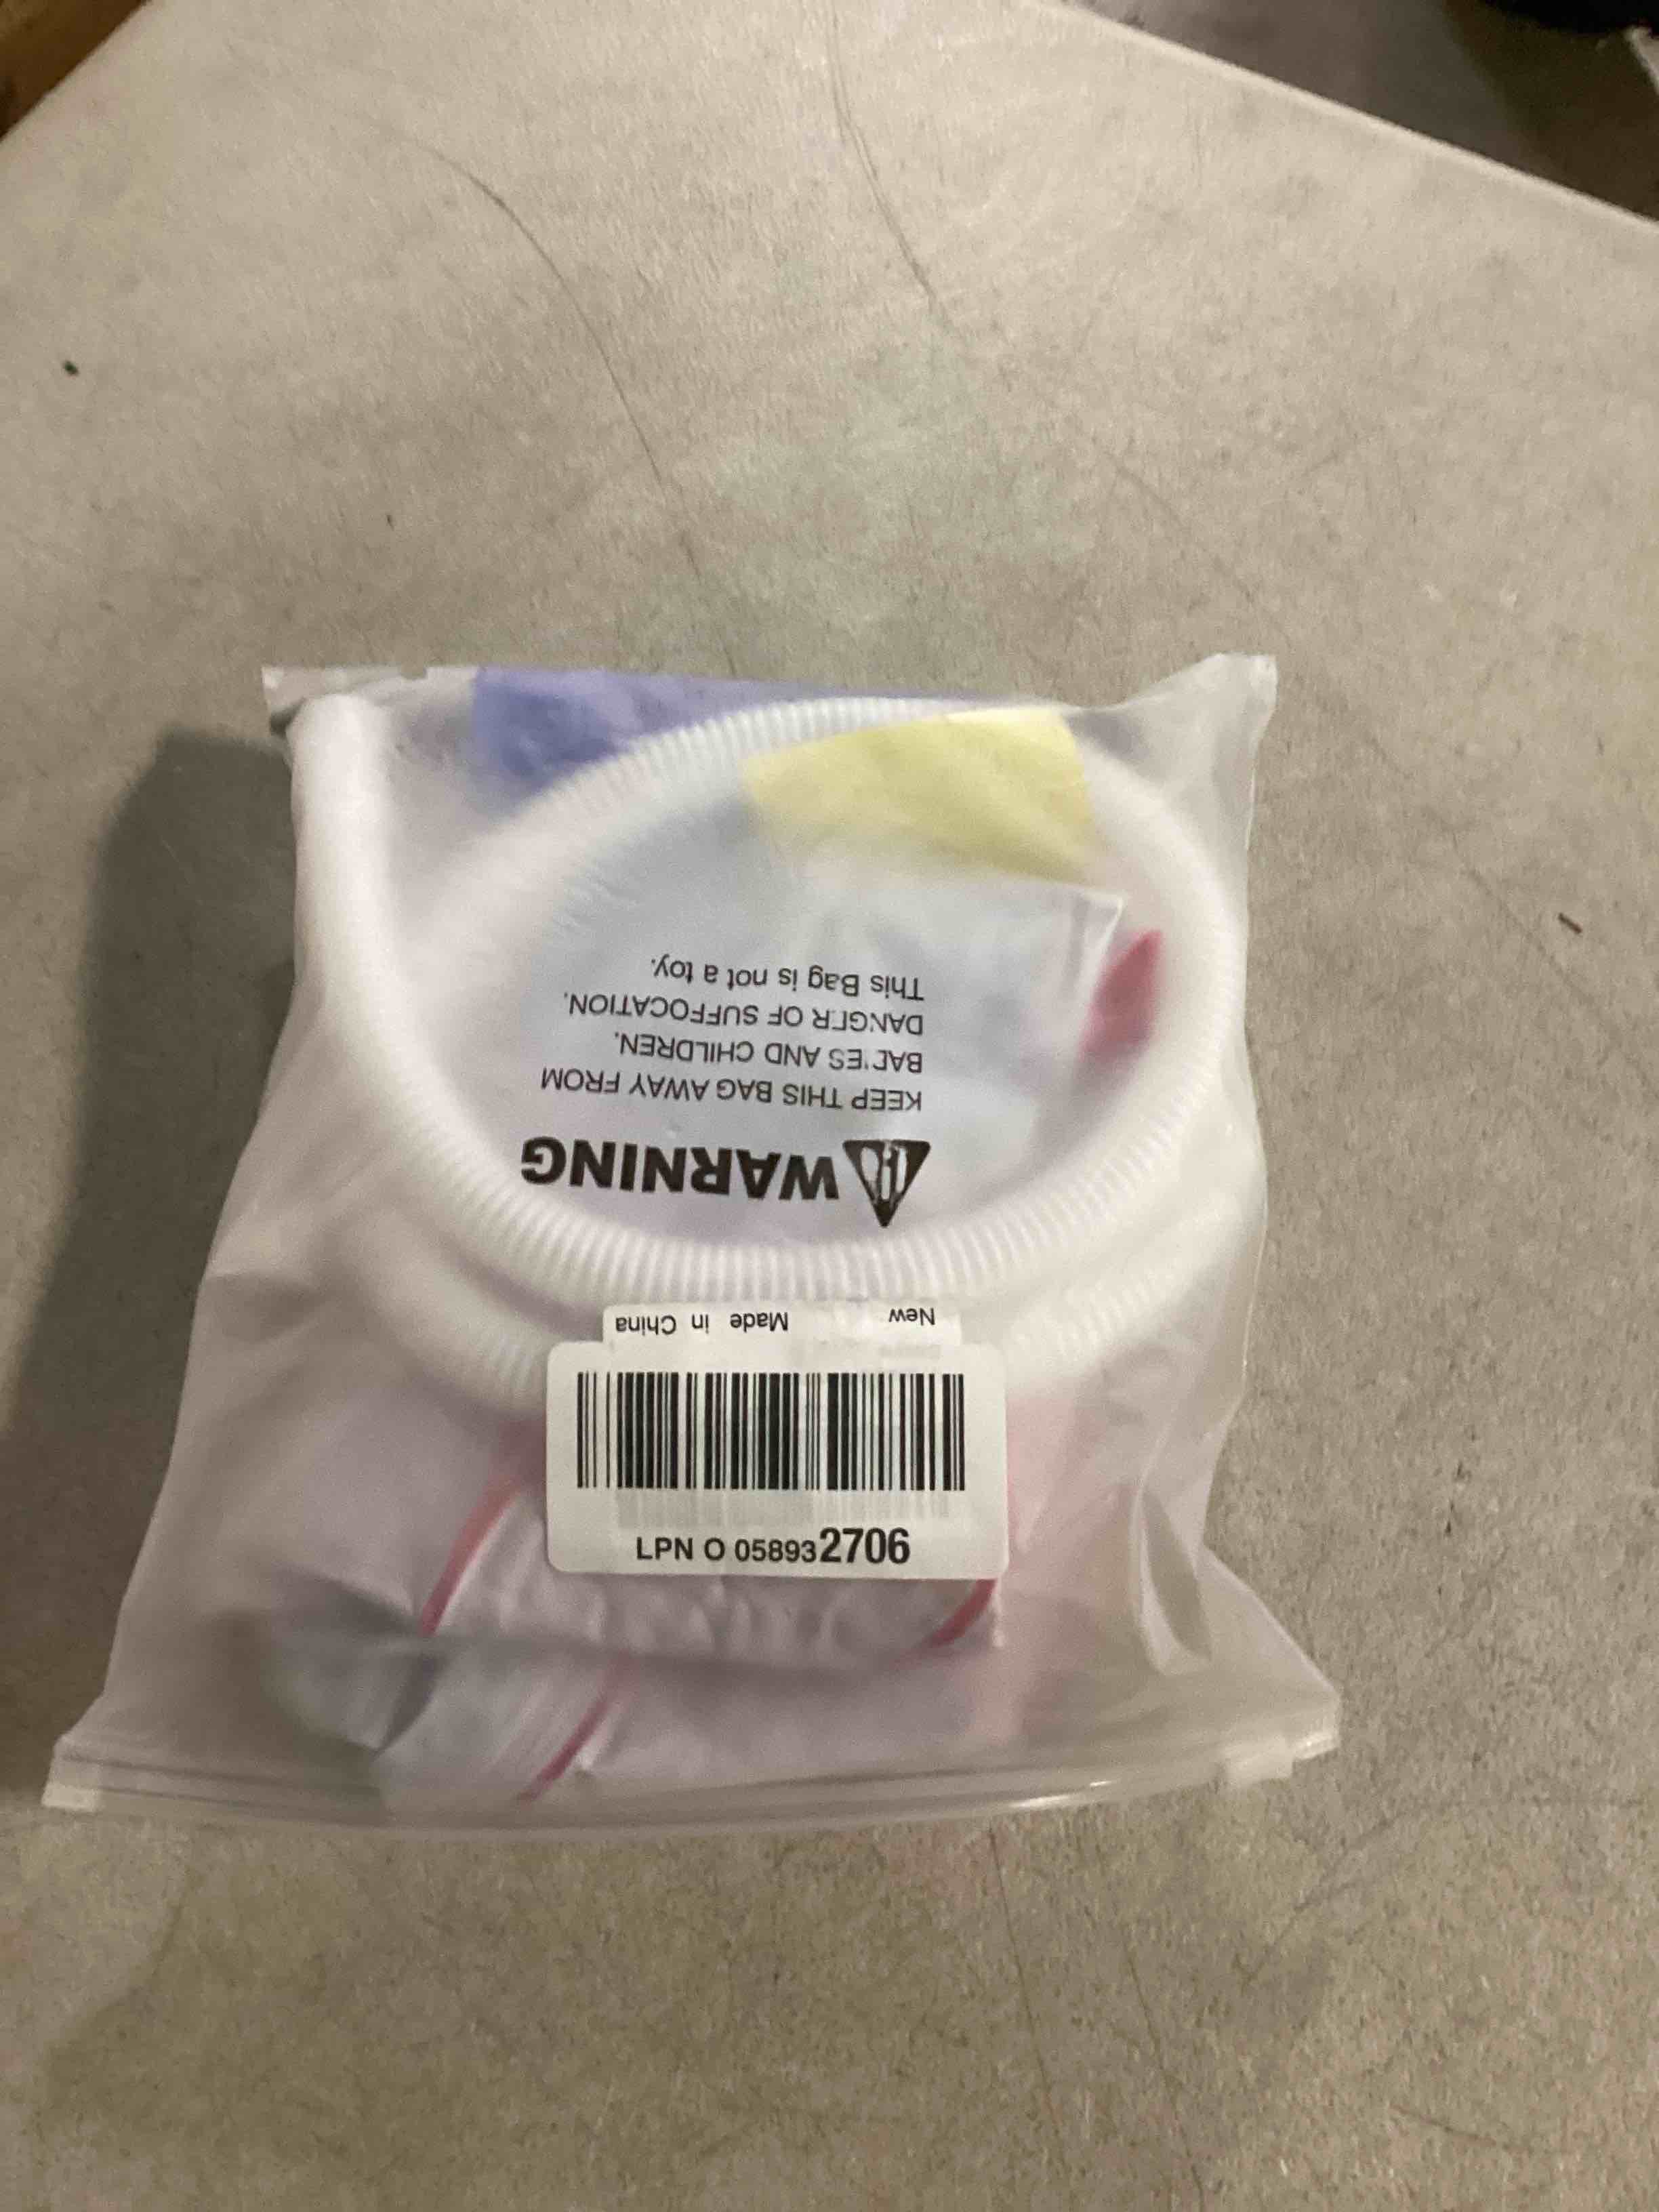 WARNING
KEEP THIS BAG AWAY FROM
BABIES AND CHILDREN.
DANGER OF SUFFOCATION.
This Bag is not a toy.
New Made in China
LPN O 058932706